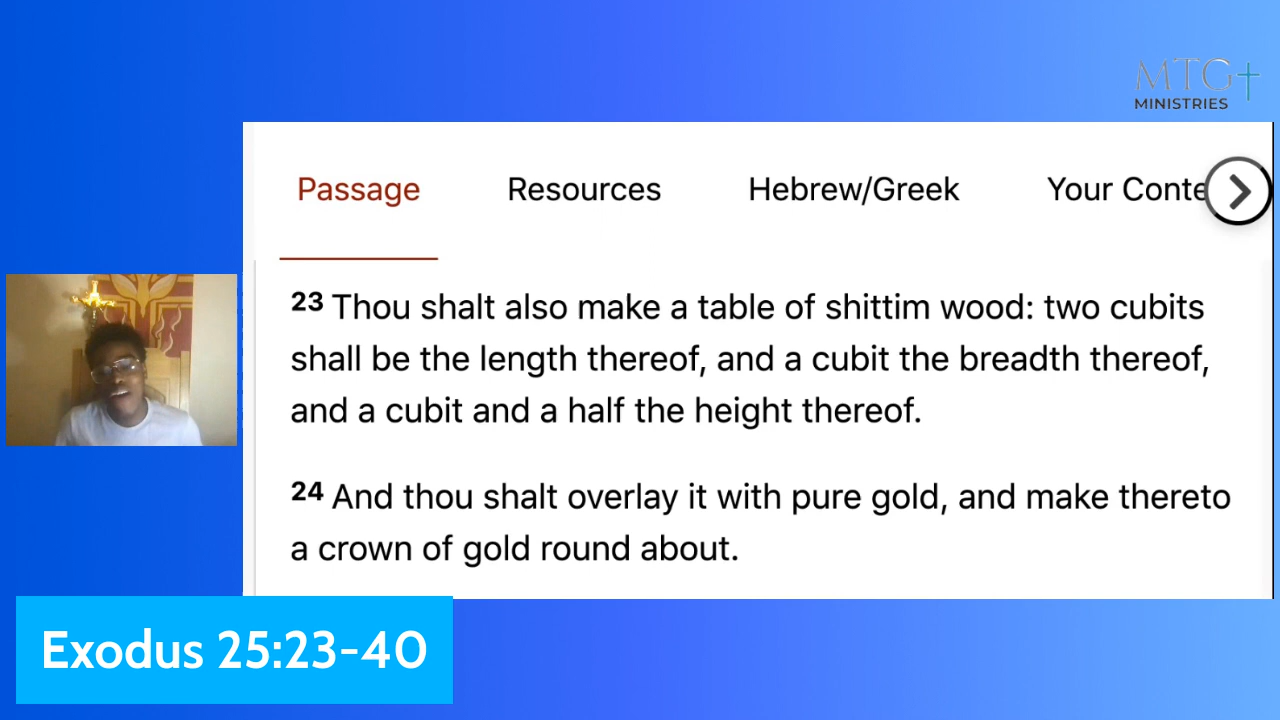 MTG
MINISTRIES
Passage Resources Hebrew/Greek Your Conte
23 Thou shalt also make a table of shittim wood: two cubits
shall be the length thereof, and a cubit the breadth thereof,
and a cubit and a half the height thereof.
24 And thou shalt overlay it with pure gold, and make thereto
a crown of gold round about.
Exodus 25:23-40